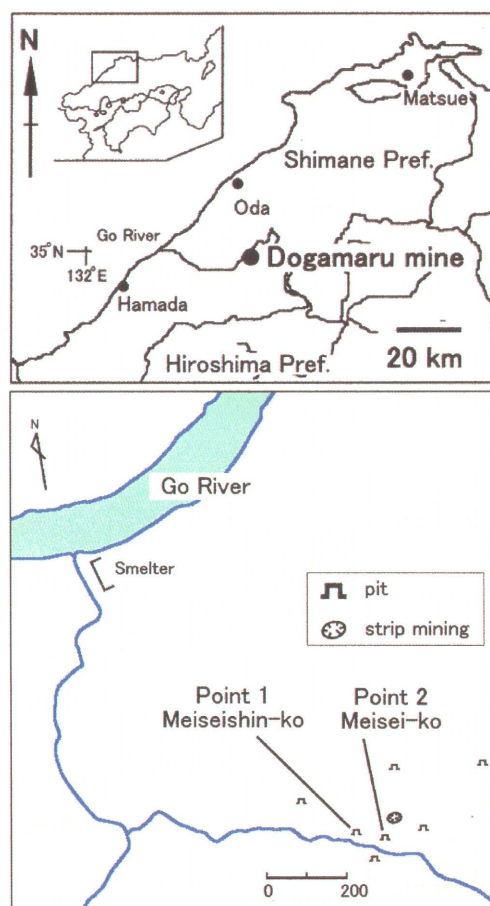 N
Matsue
Shimane Pref.
Oda
Go River
35°N
132°E
Dogamaru mine
Hamada
20 km
Hiroshima Pref.
N
Go River
Smelter
pit
strip mining
Point 1
Meiseishin-ko
Point 2
Meisei-ko
0 200